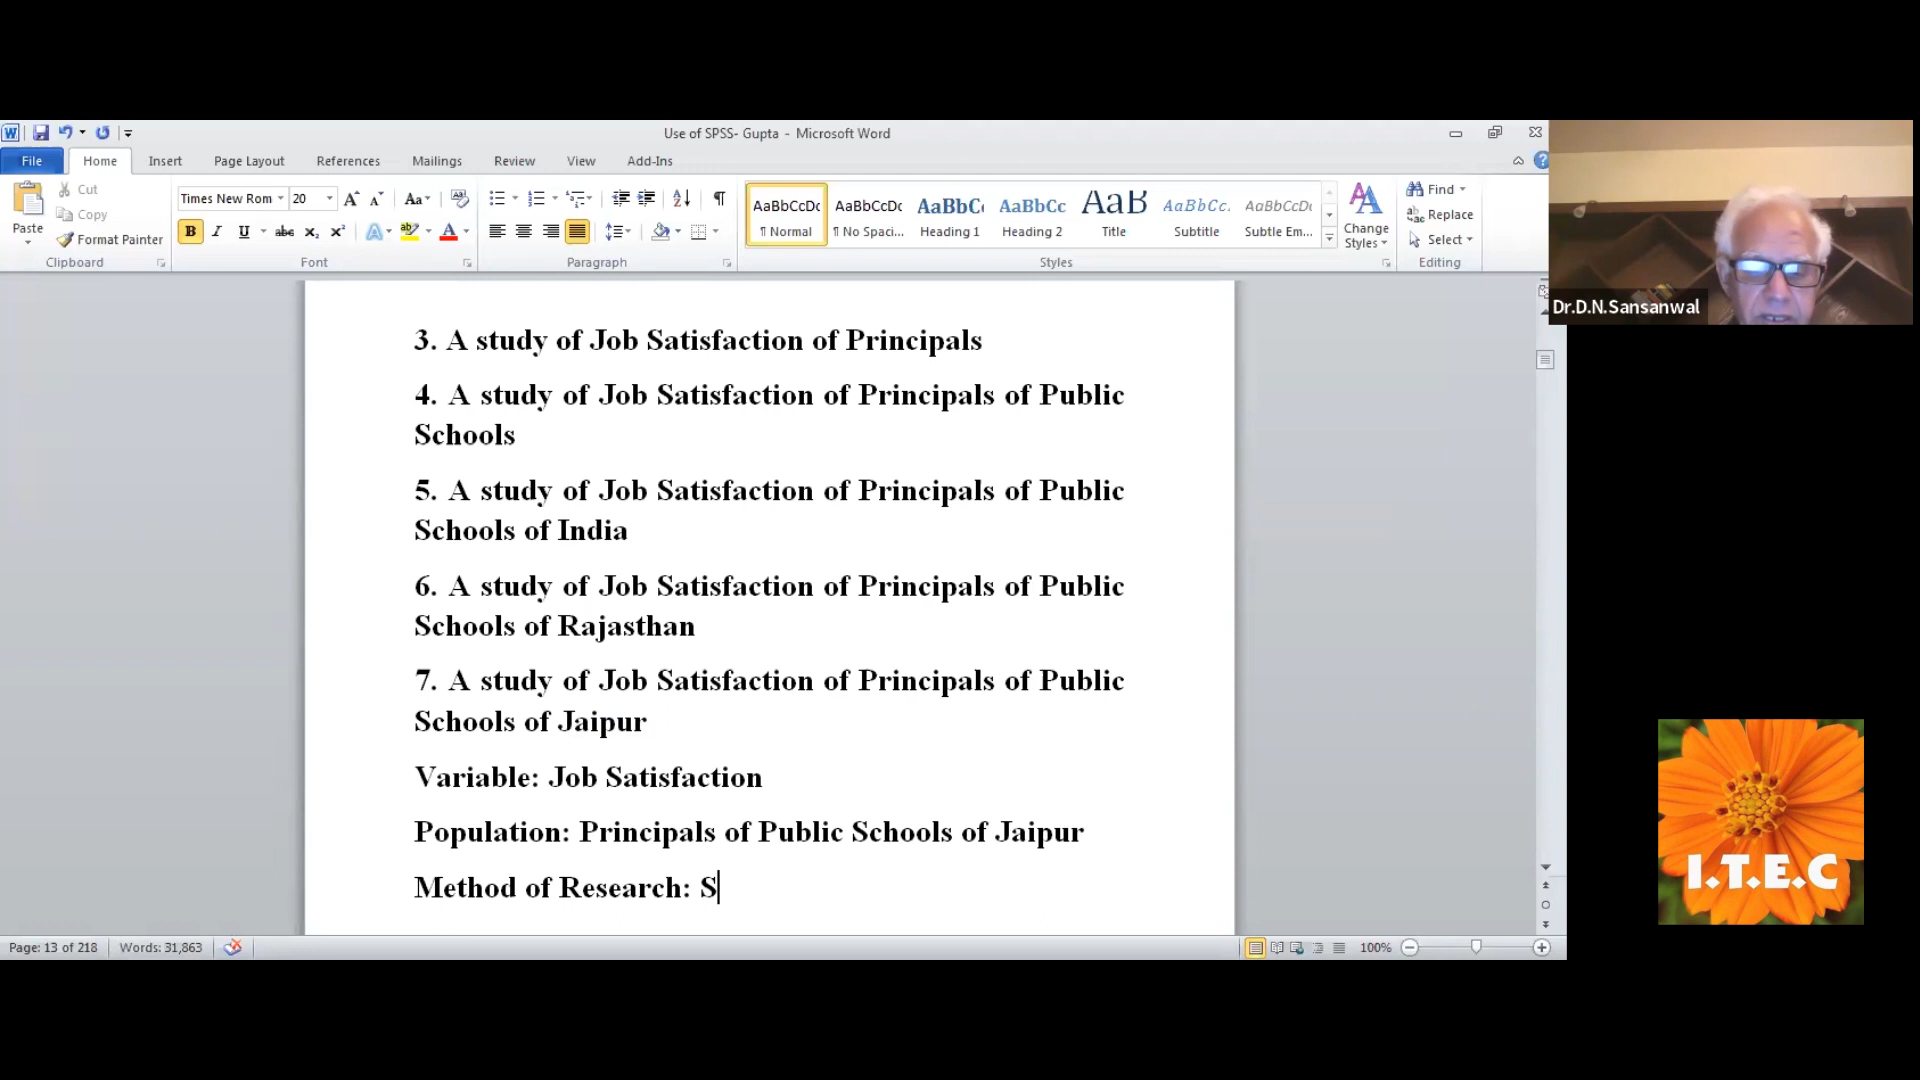 Use of SPSS- Gupta - Microsoft Word
File Home Insert Page Layout References Mailings Review View Add-Ins
Paste
Cut
Copy
Format Painter
Clipboard
Times New Rom 20
Font
Paragraph
AaBbCcDc AaBbCcDc AaBbC AaBbCc AaB AaBbCc. AaBbCcDc
¶ Normal ¶ No Spaci... Heading 1 Heading 2 Title Subtitle Subtle Em...
Styles
Change
Styles
Find
Replace
Select
Editing
3. A study of Job Satisfaction of Principals
4. A study of Job Satisfaction of Principals of Public
Schools
5. A study of Job Satisfaction of Principals of Public
Schools of India
6. A study of Job Satisfaction of Principals of Public
Schools of Rajasthan
7. A study of Job Satisfaction of Principals of Public
Schools of Jaipur
Variable: Job Satisfaction
Population: Principals of Public Schools of Jaipur
Method of Research: S
Page: 13 of 218 Words: 31,863 100%
Dr.D.N.Sansanwal
I.T.E.C